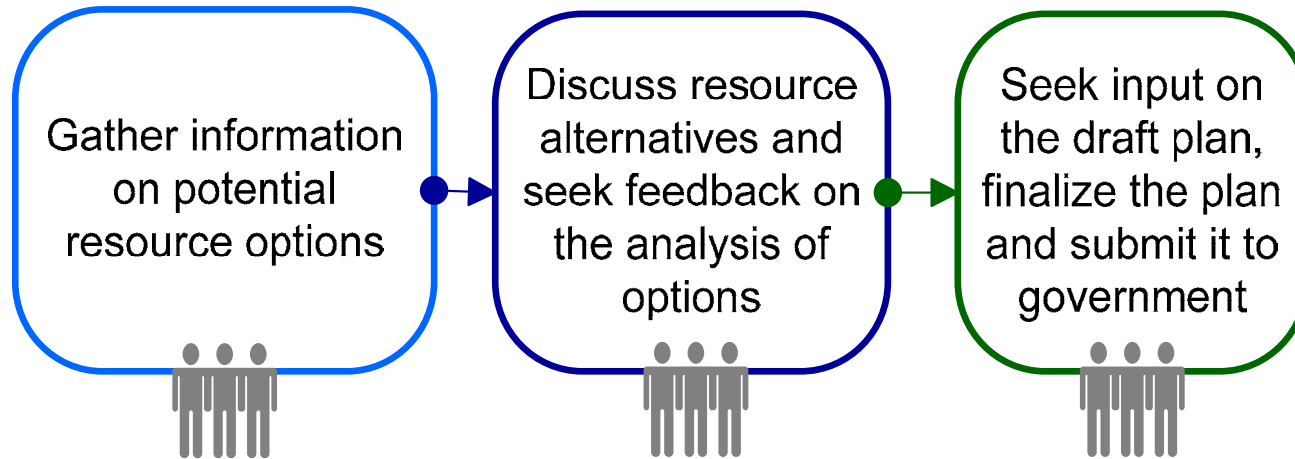 Gather information
on potential
resource options
Discuss resource
alternatives and
seek feedback on
the analysis of
options
Seek input on
the draft plan,
finalize the plan
and submit it to
government